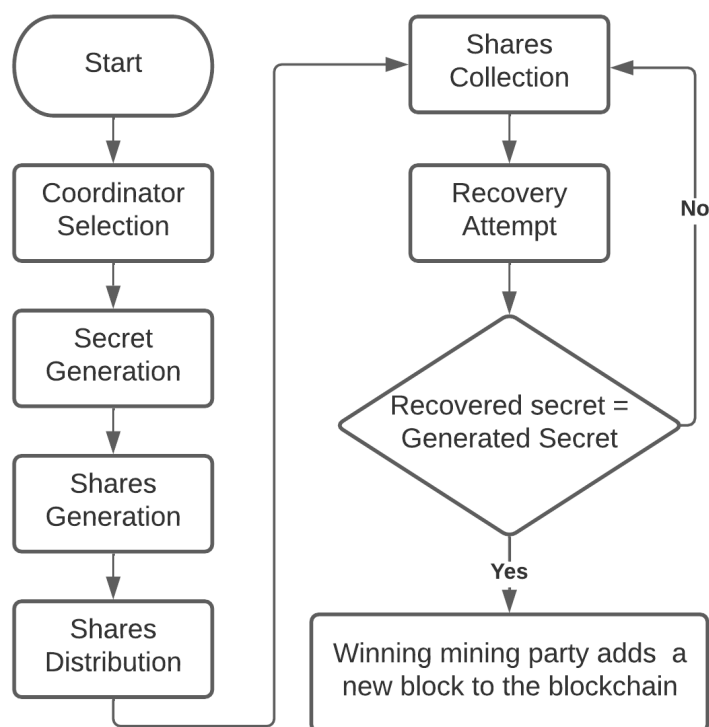 Start
Coordinator
Selection
Secret
Generation
Shares
Generation
Shares
Distribution
Shares
Collection
Recovery
Attempt
No
Recovered secret =
Generated Secret
Yes
Winning mining party adds  a
new block to the blockchain